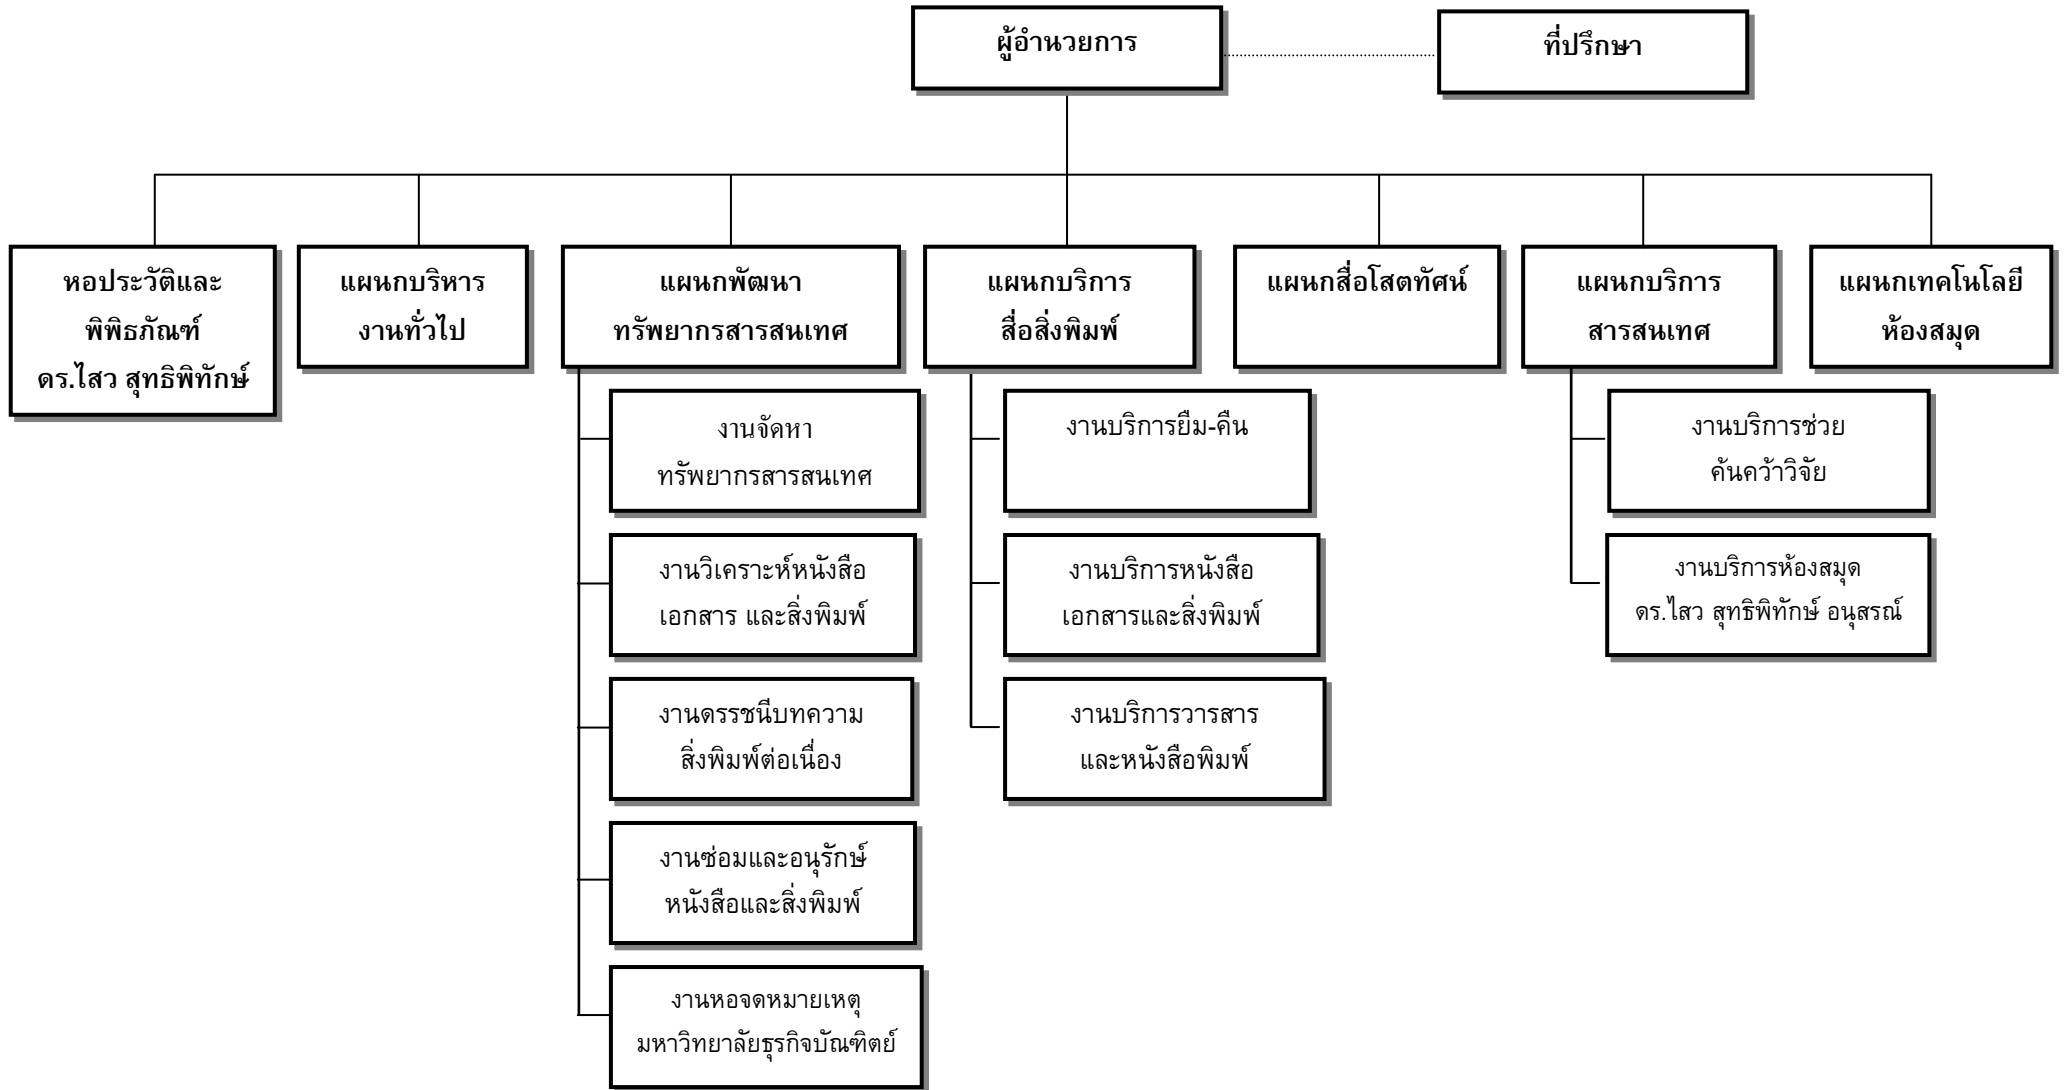 ผู้อำนวยการ
ที่ปรึกษา
หอประวัติและ
พิพิธภัณฑ์
ดร.ไสว สุทธิพิทักษ์
แผนกบริหาร
งานทั่วไป
แผนกพัฒนา
ทรัพยากรสารสนเทศ
แผนกบริการ
สื่อสิ่งพิมพ์
แผนกสื่อโสตทัศน์
แผนกบริการ
สารสนเทศ
แผนกเทคโนโลยี
ห้องสมุด
งานจัดหา
ทรัพยากรสารสนเทศ
งานวิเคราะห์หนังสือ
เอกสาร และสิ่งพิมพ์
งานดรรชนีบทความ
สิ่งพิมพ์ต่อเนื่อง
งานซ่อมและอนุรักษ์
หนังสือและสิ่งพิมพ์
งานหอจดหมายเหตุ
มหาวิทยาลัยธุรกิจบัณฑิตย์
งานบริการยืม-คืน
งานบริการหนังสือ
เอกสารและสิ่งพิมพ์
งานบริการวารสาร
และหนังสือพิมพ์
งานบริการช่วย
ค้นคว้าวิจัย
งานบริการห้องสมุด
ดร.ไสว สุทธิพิทักษ์ อนุสรณ์